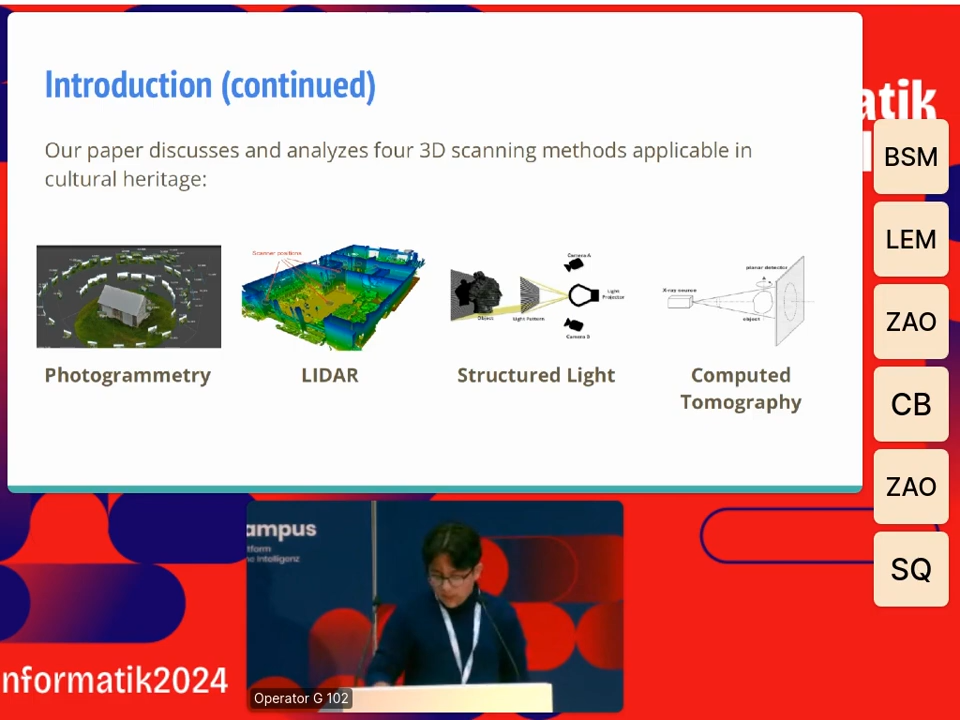 Introduction (continued)
Our paper discusses and analyzes four 3D scanning methods applicable in
cultural heritage:
Scanner positions
Camera A
Object
Light Pattern
Light
Projector
Camera B
X-ray source
planar detector
object
Photogrammetry
LIDAR
Structured Light
Computed
Tomography
atik
BSM
LEM
ZAO
CB
ZAO
SQ
ampus
tform
e Intelligenz
Operator G 102
nformatik2024